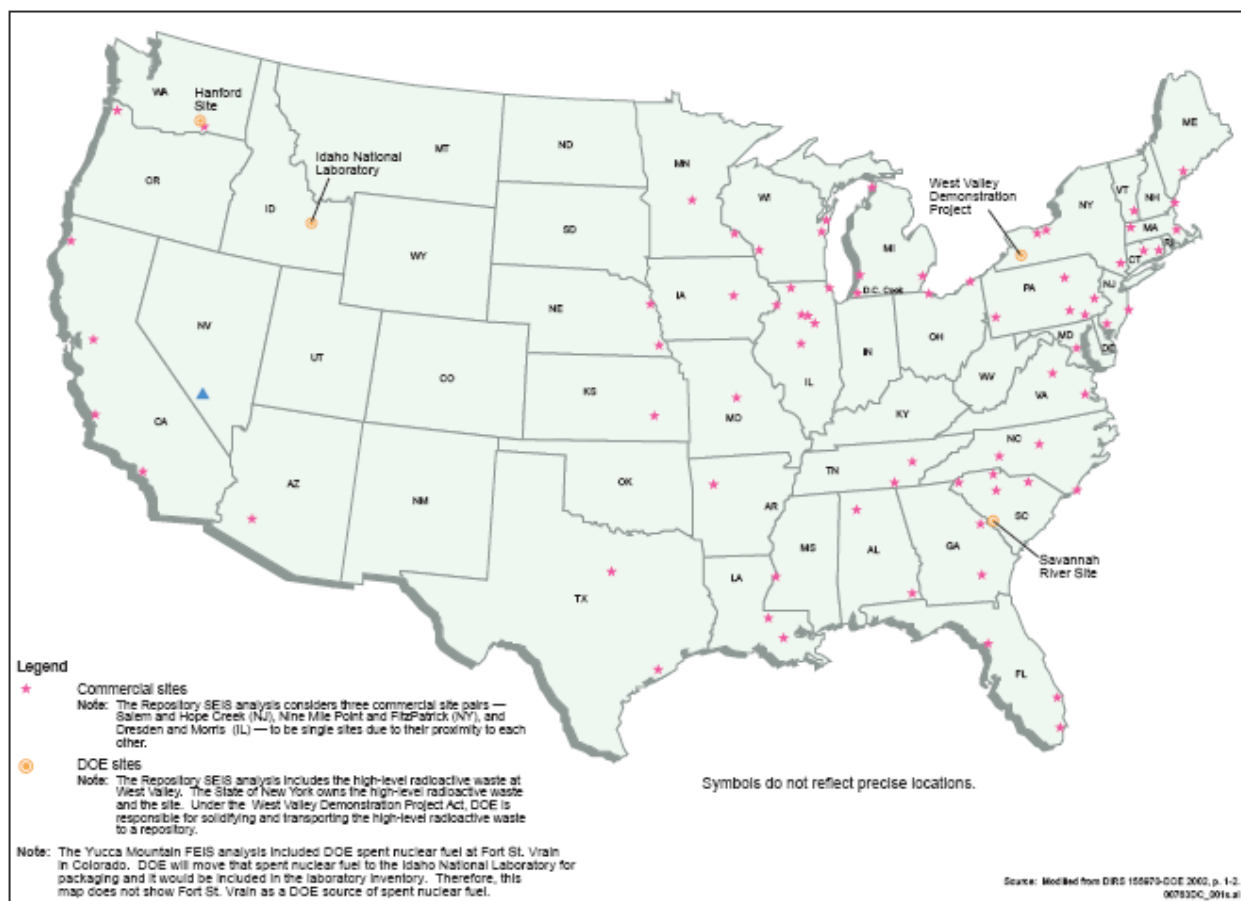 WA
Hanford
Site
MT
ND
MN
ME
Idaho National
Laboratory
OR
ID
WI
West Valley
Demonstration
Project
VT
NH
NY
SD
MI
MA
RI
CT
WY
IA
D.C. Cook
PA
NJ
NE
NV
OH
MD
DE
IN
UT
CO
IL
WV
VA
KS
MO
KY
CA
NC
TN
OK
AZ
NM
AR
SC
MS
AL
GA
Savannah
River Site
LA
TX
FL
Legend
Commercial sites
Note: The Repository SEIS analysis considers three commercial site pairs —
Salem and Hope Creek (NJ), Nine Mile Point and FitzPatrick (NY), and
Dresden and Morris (IL) — to be single sites due to their proximity to each
other.
DOE sites
Note: The Repository SEIS analysis includes the high-level radioactive waste at
West Valley. The State of New York owns the high-level radioactive waste
and the site. Under the West Valley Demonstration Project Act, DOE is
responsible for solidifying and transporting the high-level radioactive waste
to a repository.
Symbols do not reflect precise locations.
Note: The Yucca Mountain FEIS analysis included DOE spent nuclear fuel at Fort St. Vrain
in Colorado. DOE will move that spent nuclear fuel to the Idaho National Laboratory for
packaging and it would be included in the laboratory inventory. Therefore, this
map does not show Fort St. Vrain as a DOE source of spent nuclear fuel.
Source: Modified from DIRS 155970-DOE 2002, p. 1-2.